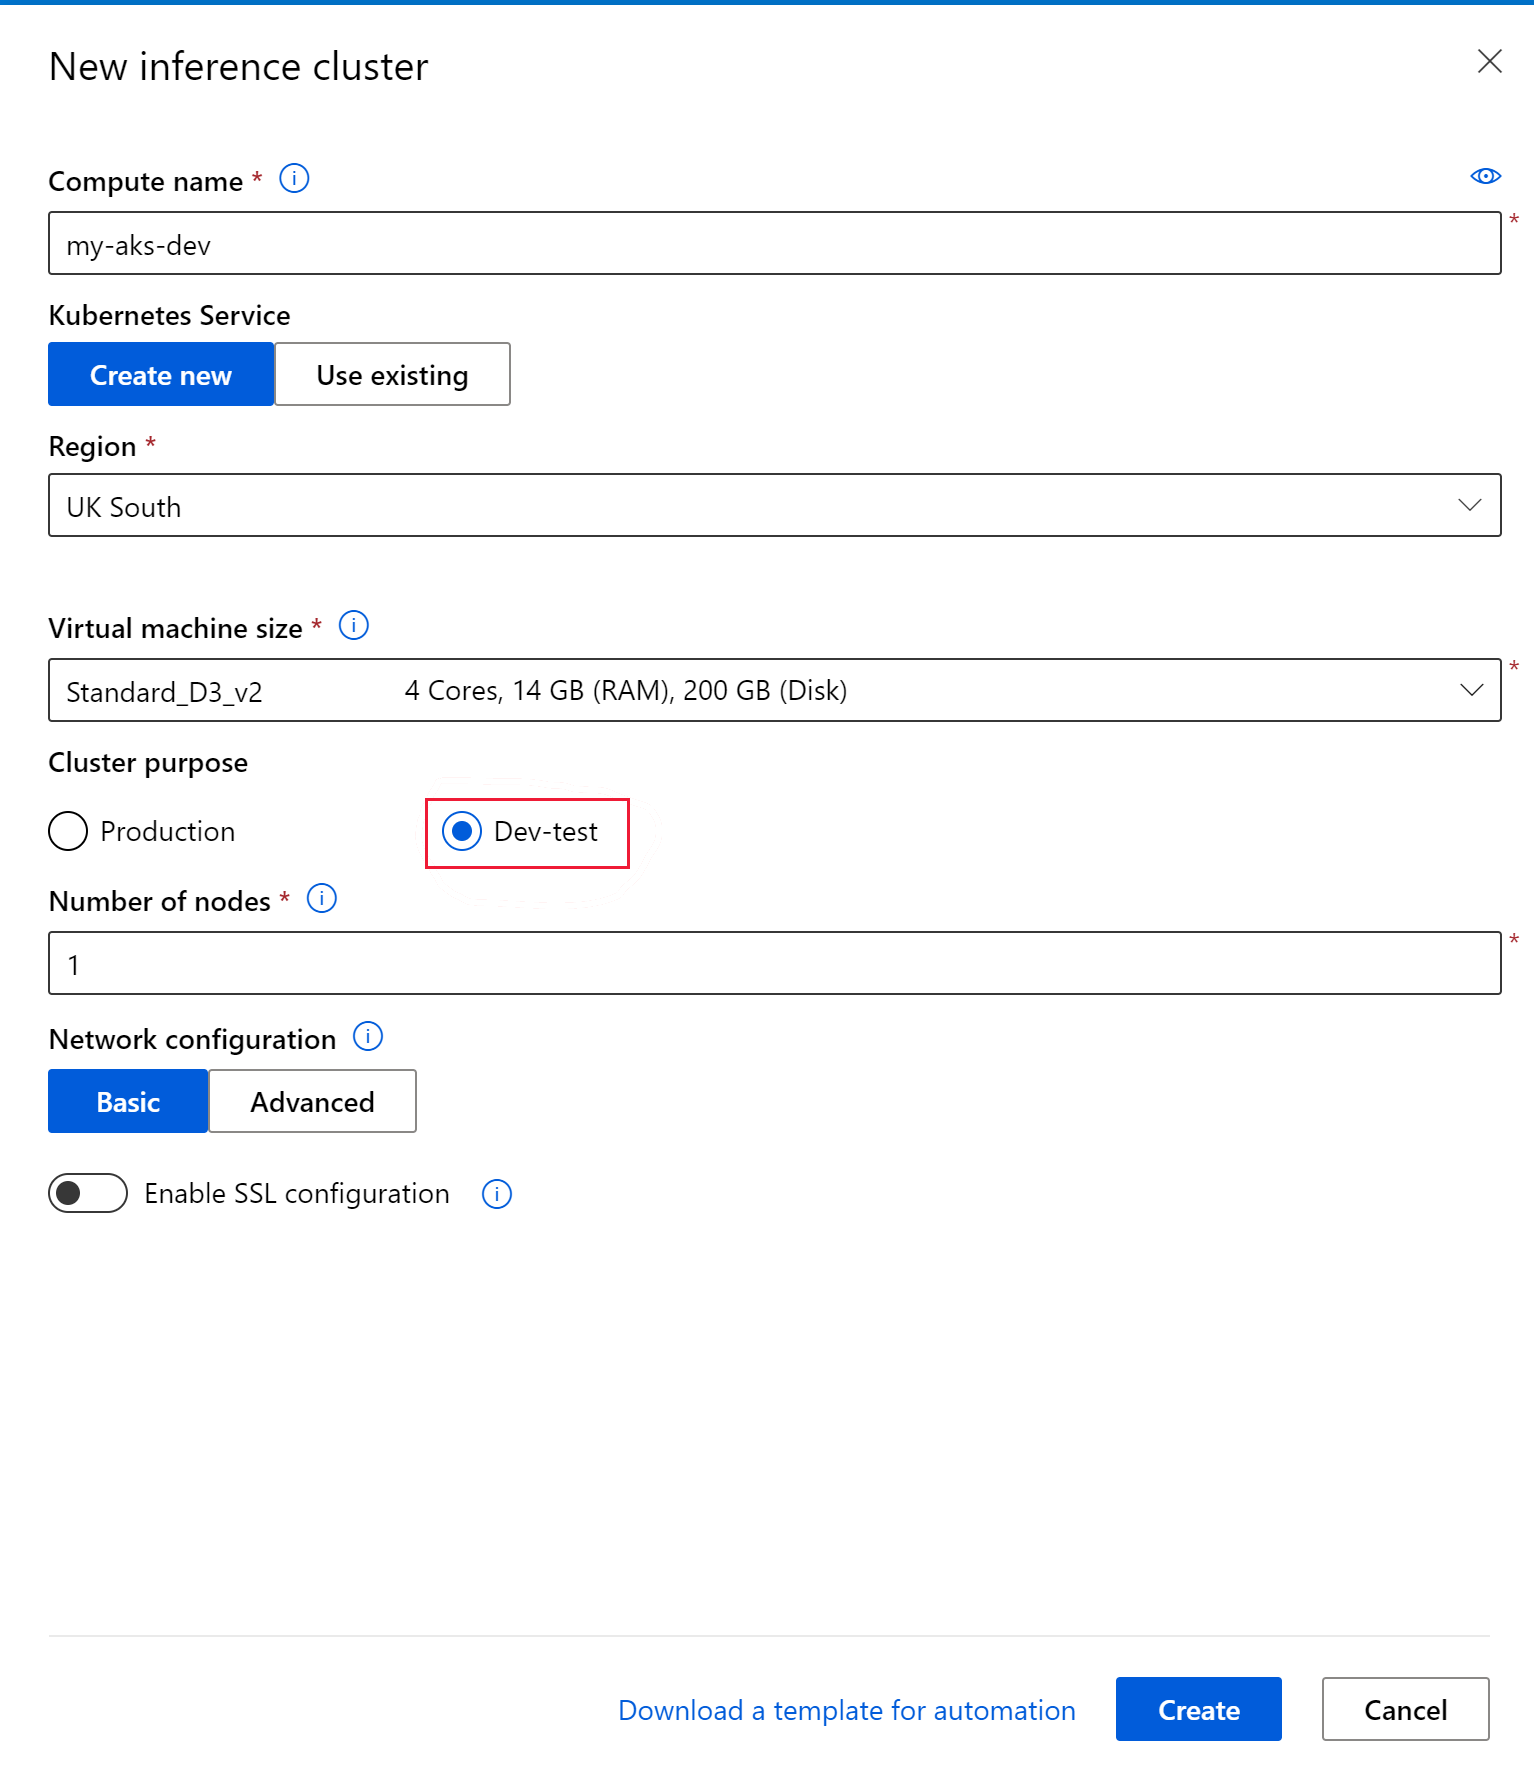 New inference cluster
Compute name *
my-aks-dev
*
Kubernetes Service
Create new Use existing
Region *
UK South
Virtual machine size *
*
Standard_D3_v2 4 Cores, 14 GB (RAM), 200 GB (Disk)
Cluster purpose
Production Dev-test
Number of nodes *
*
1
Network configuration
Basic Advanced
Enable SSL configuration
Download a template for automation Create Cancel